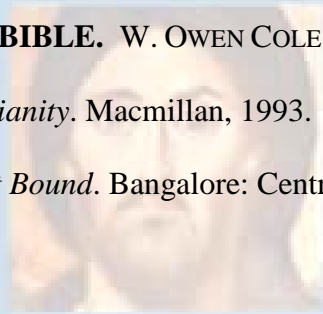 BIBLE. W. OWEN COLE
ianity. Macmillan, 1993.
Bound. Bangalore: Centr